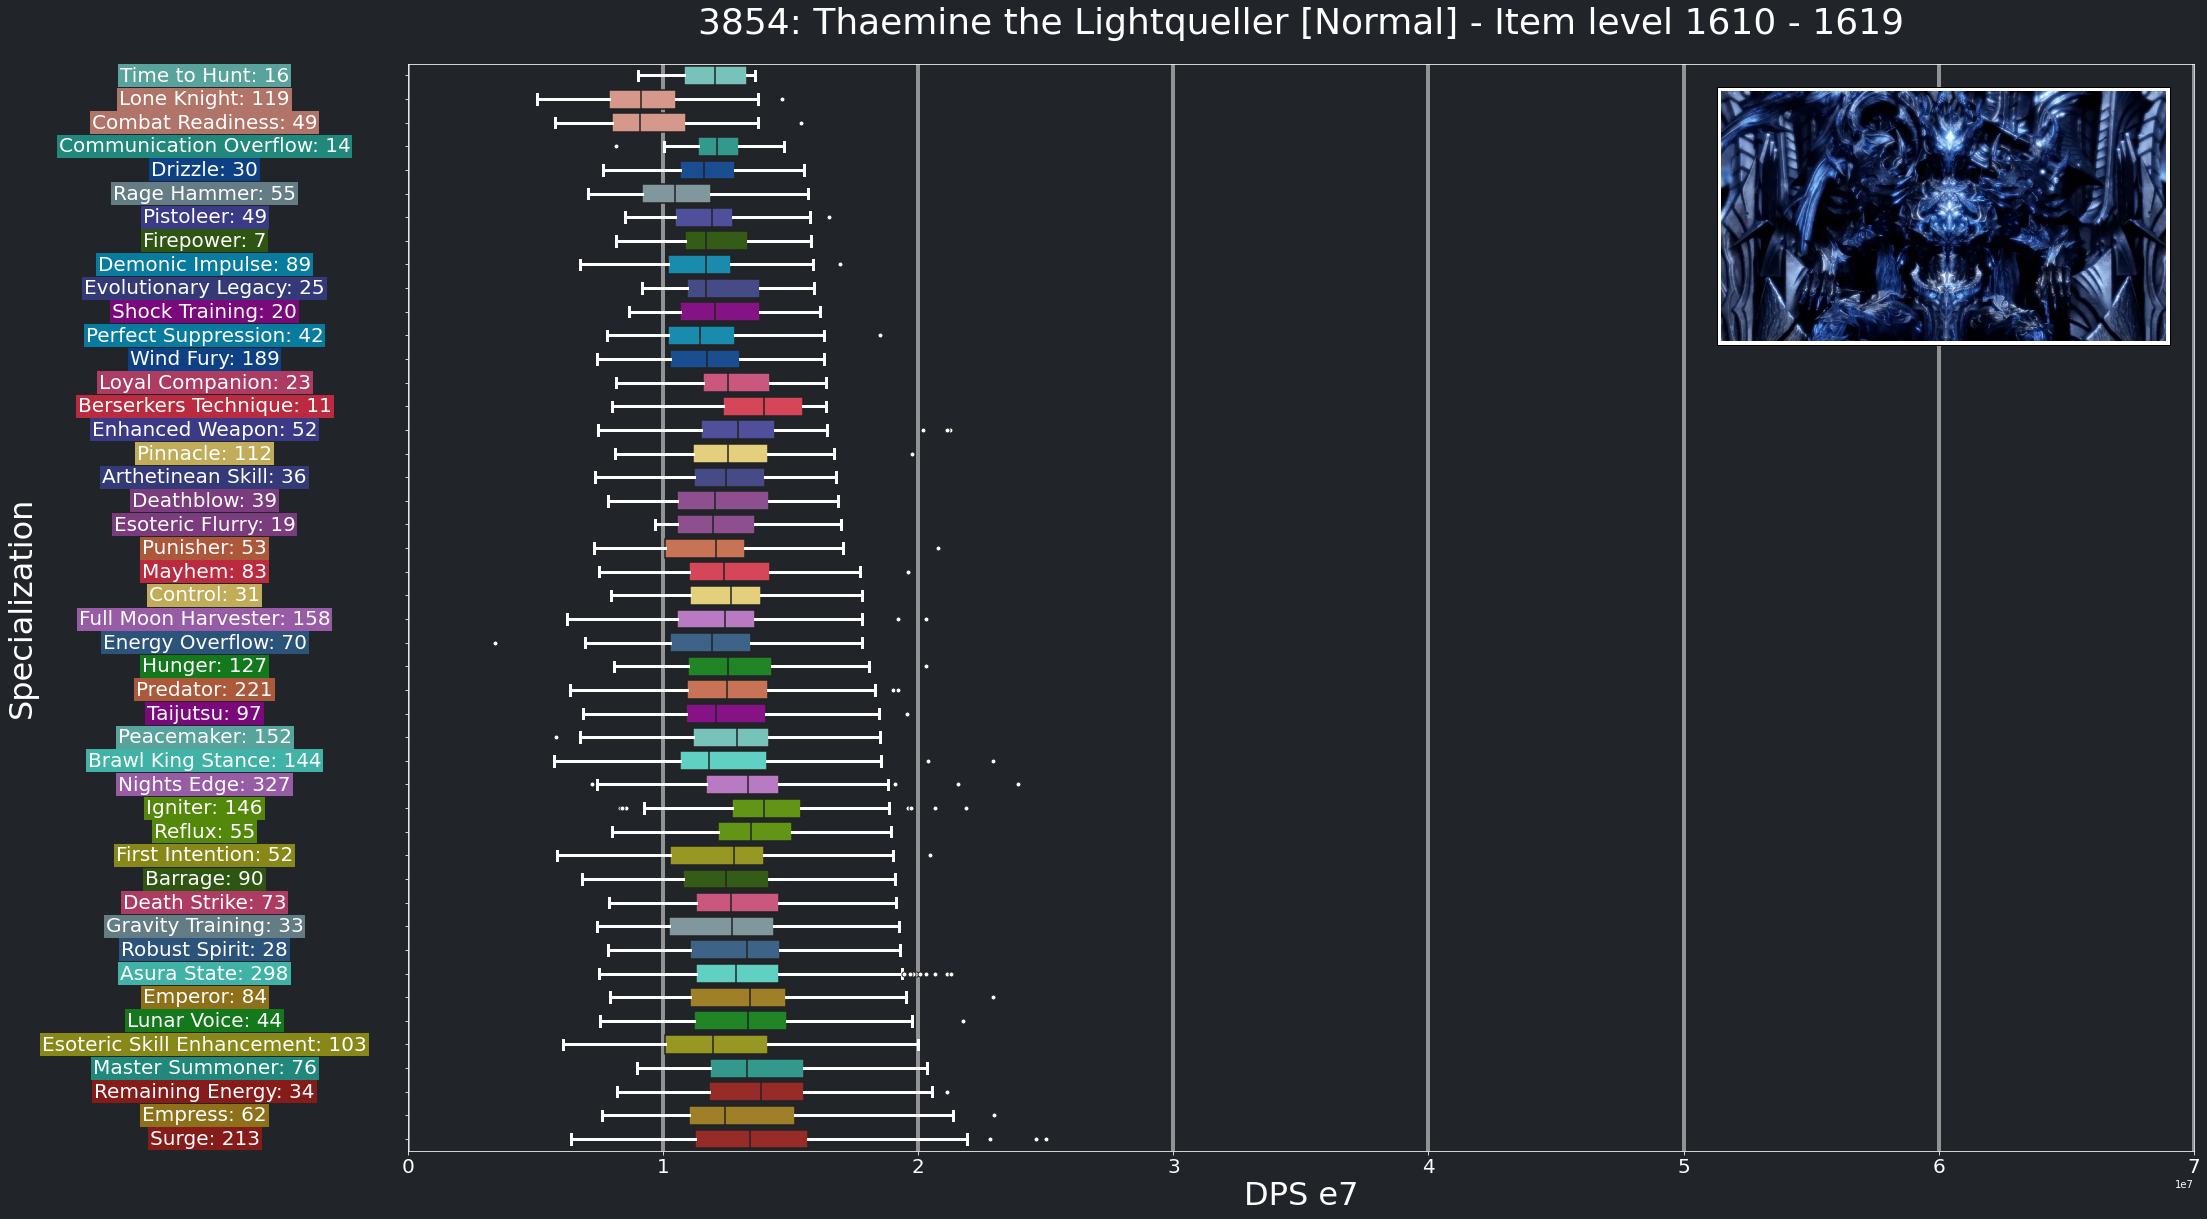 3854: Thaemine the Lightqueller [Normal] - Item level 1610 - 1619
Specialization
Time to Hunt: 16
Lone Knight: 119
Combat Readiness: 49
Communication Overflow: 14
Drizzle: 30
Rage Hammer: 55
Pistoleer: 49
Firepower: 7
Demonic Impulse: 89
Evolutionary Legacy: 25
Shock Training: 20
Perfect Suppression: 42
Wind Fury: 189
Loyal Companion: 23
Berserkers Technique: 11
Enhanced Weapon: 52
Pinnacle: 112
Arthetinean Skill: 36
Deathblow: 39
Esoteric Flurry: 19
Punisher: 53
Mayhem: 83
Control: 31
Full Moon Harvester: 158
Energy Overflow: 70
Hunger: 127
Predator: 221
Taijutsu: 97
Peacemaker: 152
Brawl King Stance: 144
Nights Edge: 327
Igniter: 146
Reflux: 55
First Intention: 52
Barrage: 90
Death Strike: 73
Gravity Training: 33
Robust Spirit: 28
Asura State: 298
Emperor: 84
Lunar Voice: 44
Esoteric Skill Enhancement: 103
Master Summoner: 76
Remaining Energy: 34
Empress: 62
Surge: 213
0 1 2 3 4 5 6 7
1e7
DPS e7